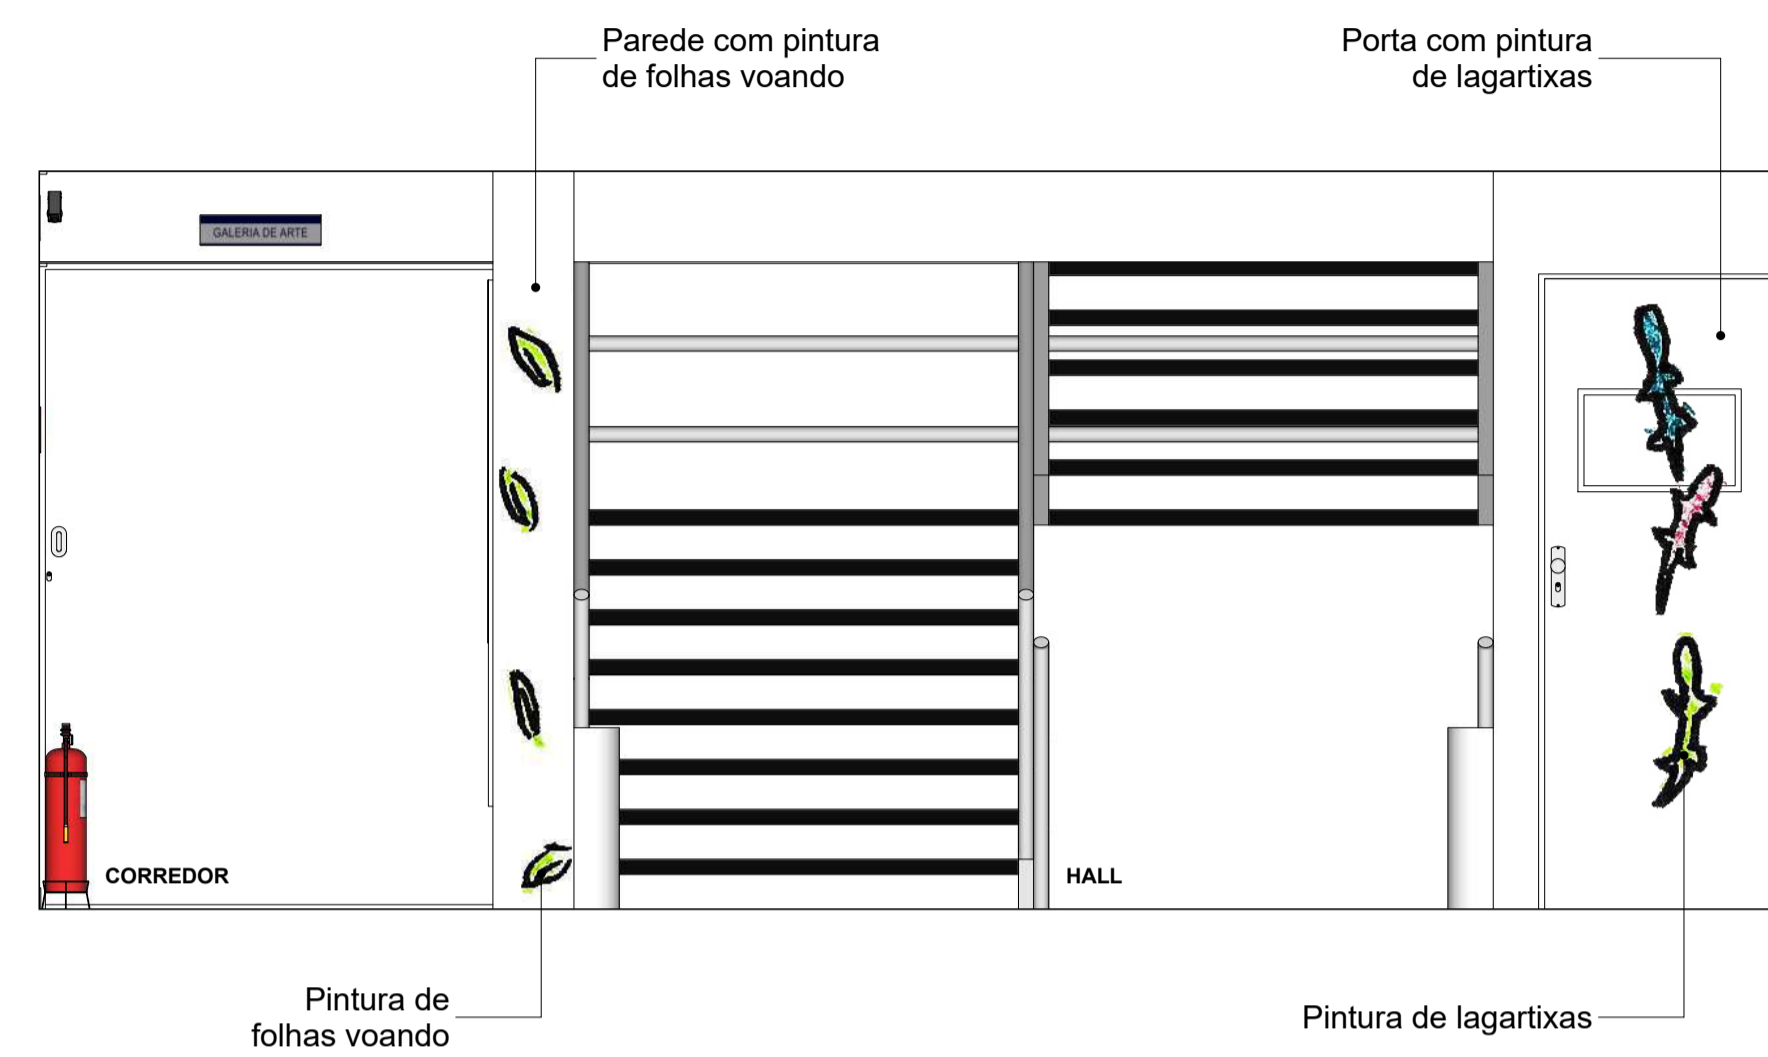 Parede com pintura
de folhas voando
Porta com pintura
de lagartixas
GALERIA DE ARTE
CORREDOR
HALL
Pintura de
folhas voando
Pintura de lagartixas